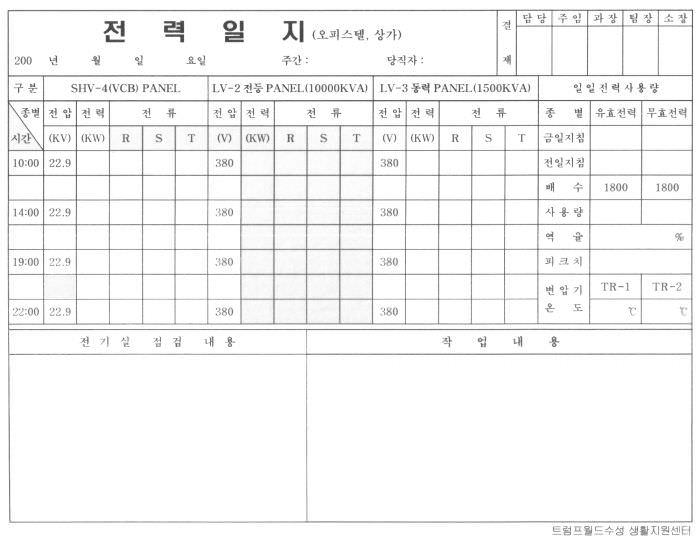 전 력 일 지 (오피스텔, 상가)
결 재
담 당 주 임 과 장 팀 장 소 장
200 년 월 일 요일 주간 : 당직자 :
구 분 SHV-4(VCB) PANEL LV-2 전등 PANEL(10000KVA) LV-3 동력 PANEL(1500KVA) 일 일 전 력 사 용 량
종별 전 압 전 력 전 류 전 압 전 력 전 류 전 압 전 력 전 류 종 별 유효전력 무효전력
시간 (KV) (KW) R S T (V) (KW) R S T (V) (KW) R S T 금일지침
10:00 22.9 380 380 전일지침
배 수 1800 1800
14:00 22.9 380 380 사 용 량
역 율 %
19:00 22.9 380 380 피 크 치
변 압 기 TR-1 TR-2
22:00 22.9 380 380 온 도 ℃ ℃
전 기 실 점 검 내 용 작 업 내 용
트럼프월드수성 생활지원센터